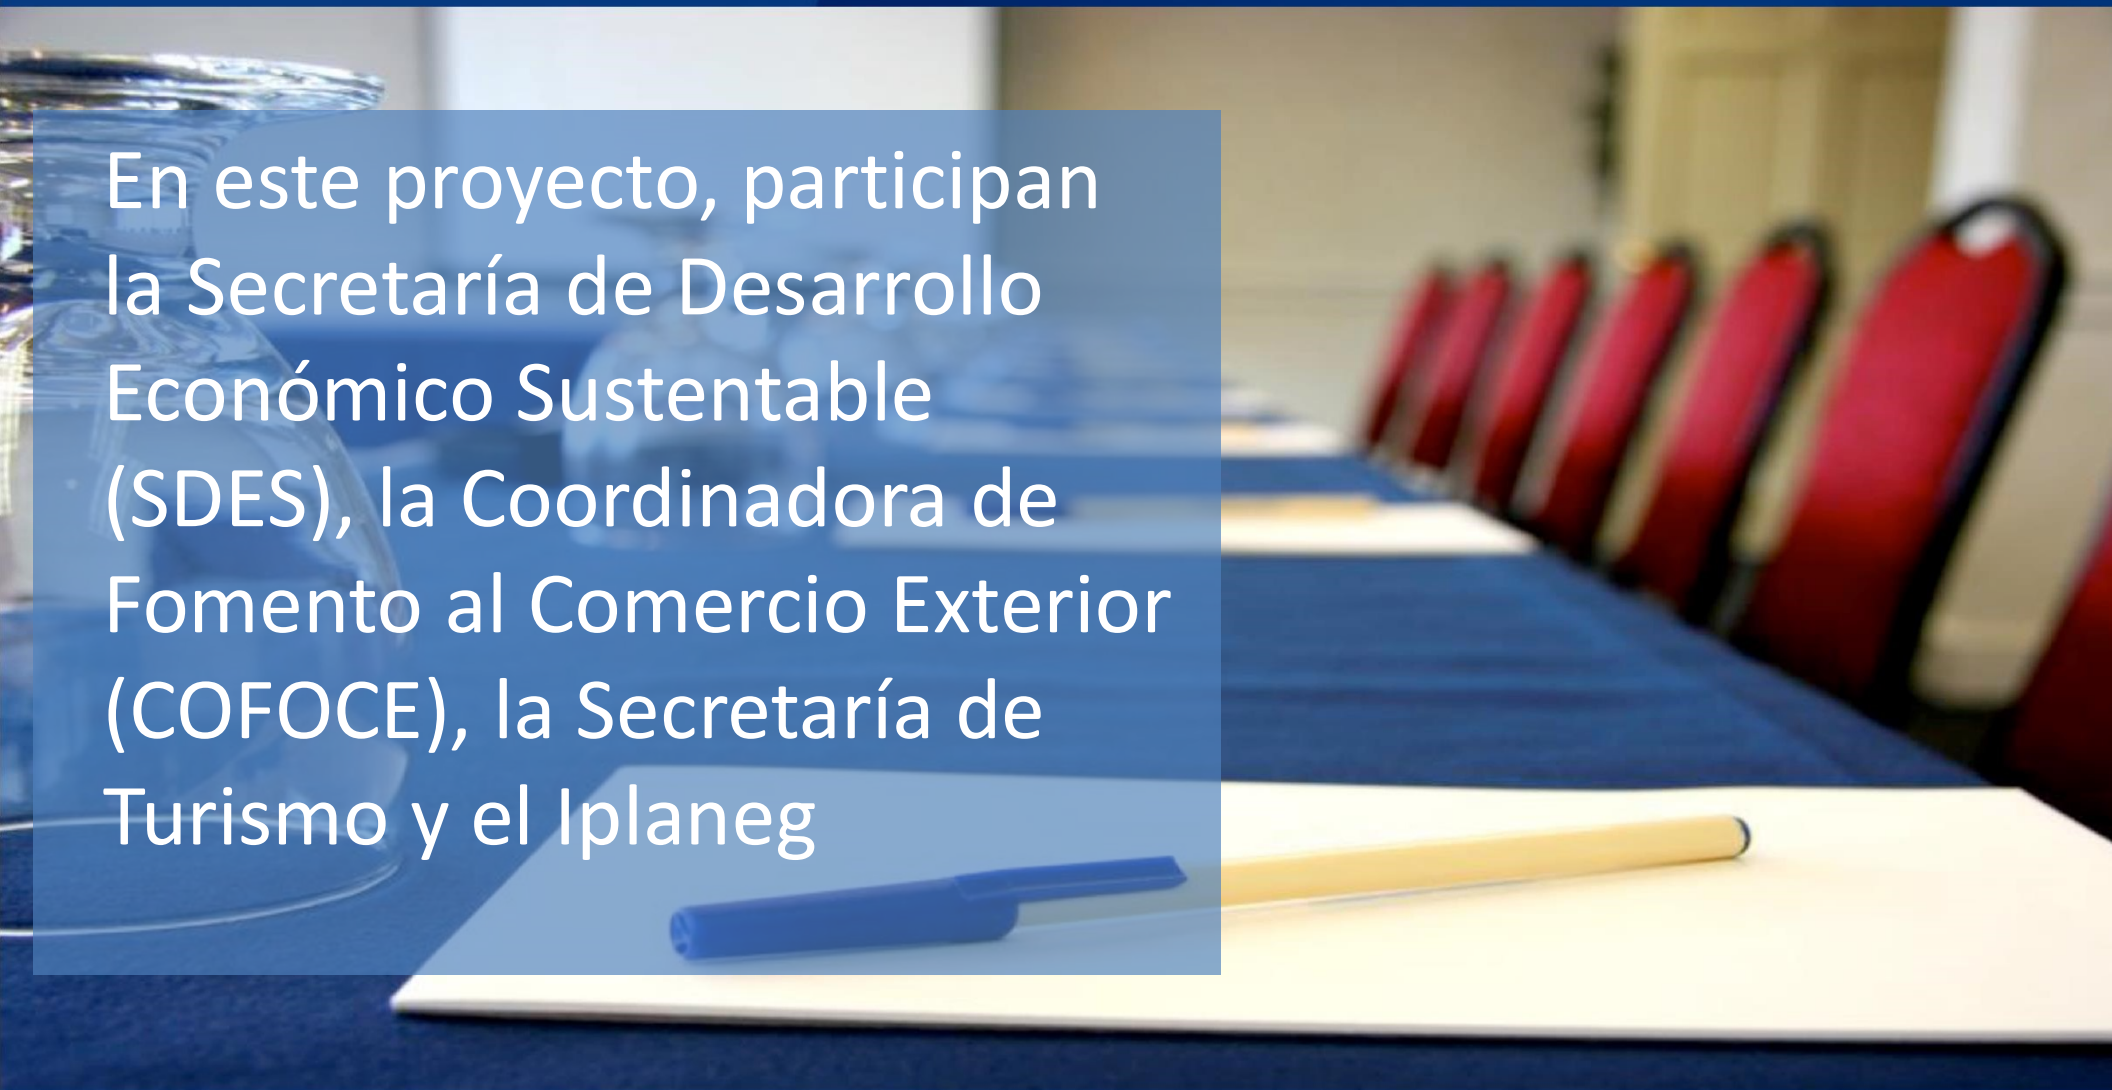 En este proyecto, participan
la Secretaría de Desarrollo
Económico Sustentable
(SDES), la Coordinadora de
Fomento al Comercio Exterior
(COFOCE), la Secretaría de
Turismo y el Iplaneg